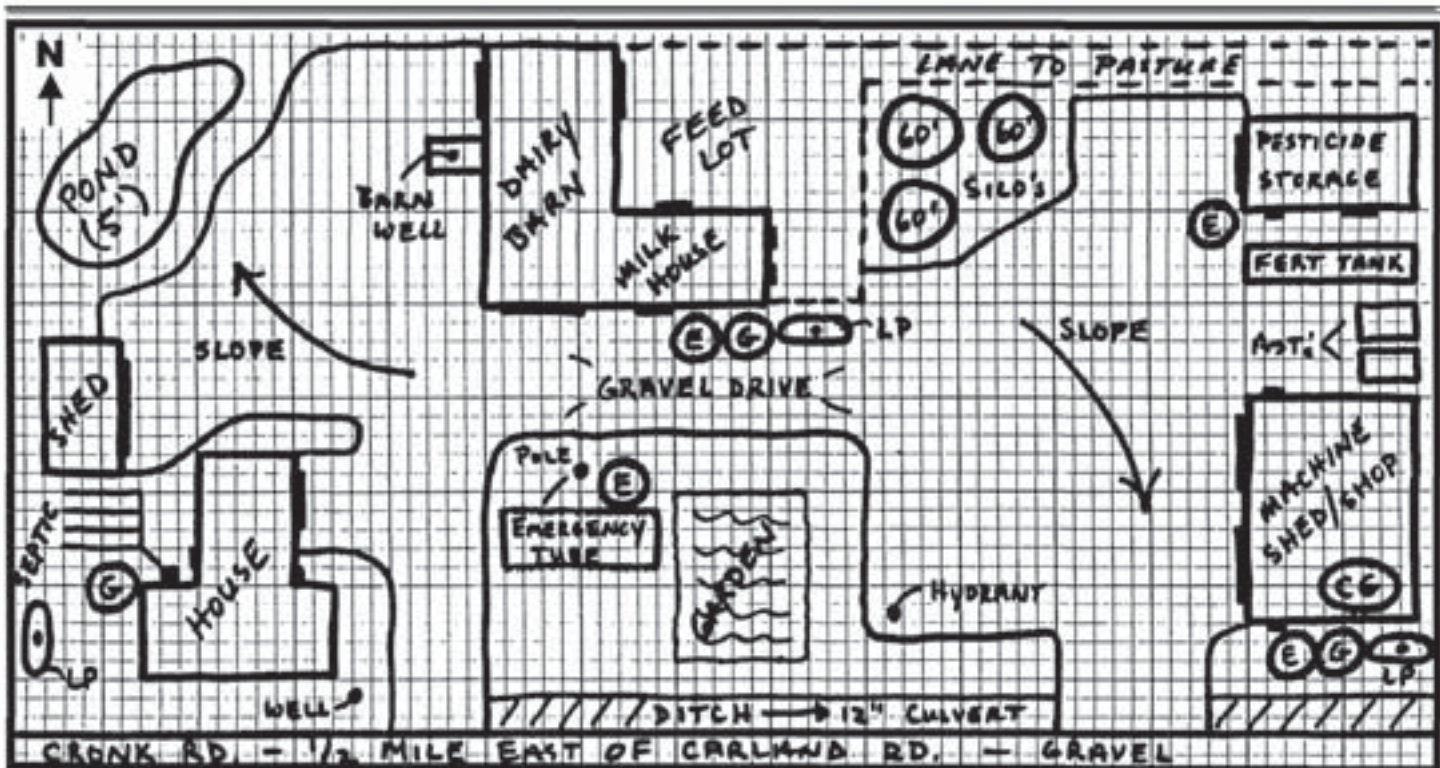 N
LANE TO PASTURE
POND
(5')
BARN
WELL
DAIRY
BARN
FEED
LOT
MILK
HOUSE
60'
60'
60'
SILO'S
PESTICIDE
STORAGE
E
FERT TANK
SLOPE
E
G
LP
SLOPE
AST's
GRAVEL DRIVE
SHED
POLE
E
EMERGENCY
TUBE
GARDEN
HYDRANT
MACHINE
SHED/SHOP
CG
SEPTIC
G
HOUSE
LP
WELL
E
G
LP
DITCH 12" CULVERT
CRONK RD. - 1/2 MILE EAST OF CARLAND RD. - GRAVEL